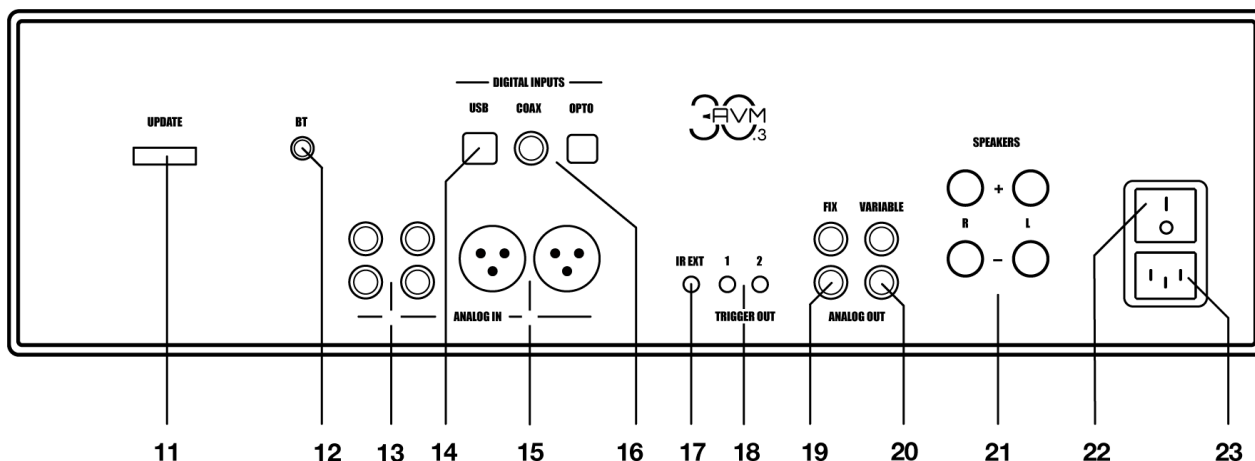 DIGITAL INPUTS
USB COAX OPTO
UPDATE
BT
30 AVM .3
SPEAKERS
+
R L
–
FIX VARIABLE
IR EXT 1 2
ANALOG IN
TRIGGER OUT
ANALOG OUT
11 12 13 14 15 16 17 18 19 20 21 22 23